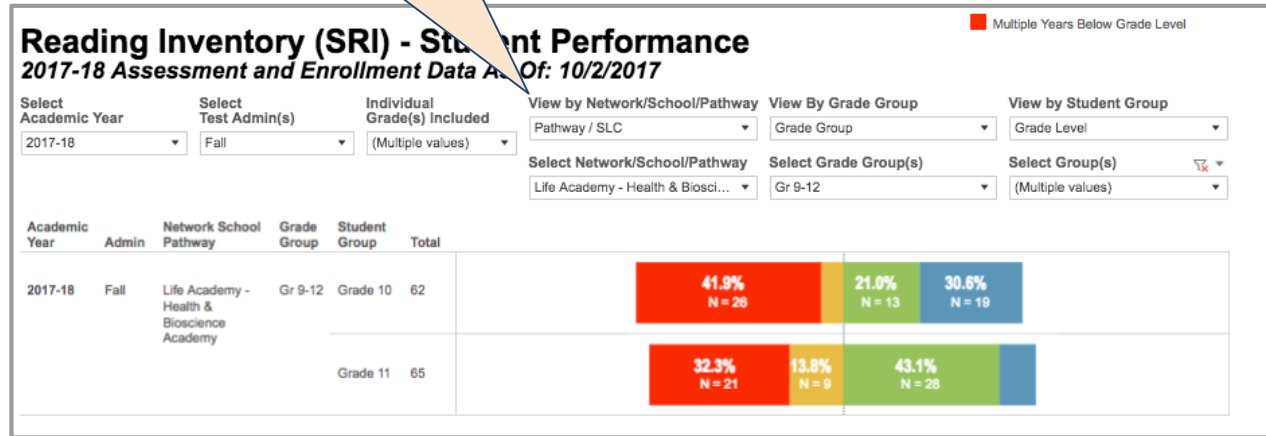 Multiple Years Below Grade Level
Reading Inventory (SRI) - Student Performance
2017-18 Assessment and Enrollment Data As Of: 10/2/2017
Select Academic Year
Select Test Admin(s)
Individual Grade(s) Included
View by Network/School/Pathway
View By Grade Group
View by Student Group
2017-18
Fall
(Multiple values)
Pathway / SLC
Grade Group
Grade Level
Select Network/School/Pathway
Select Grade Group(s)
Select Group(s)
Life Academy - Health & Biosci...
Gr 9-12
(Multiple values)
Academic Year
Admin
Network School Pathway
Grade Group
Student Group
Total
2017-18
Fall
Life Academy -
Health &
Bioscience
Academy
Gr 9-12
Grade 10
62
41.9%
N = 26
21.0%
N = 13
30.6%
N = 19
Grade 11
65
32.3%
N = 21
13.8%
N = 9
43.1%
N = 28